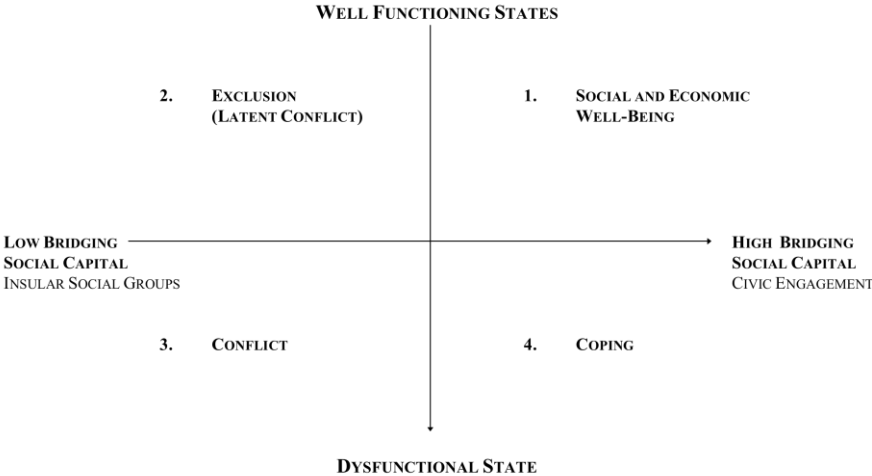 WELL FUNCTIONING STATES
2. EXCLUSION
(LATENT CONFLICT)
1. SOCIAL AND ECONOMIC
WELL-BEING
LOW BRIDGING
SOCIAL CAPITAL
INSULAR SOCIAL GROUPS
HIGH BRIDGING
SOCIAL CAPITAL
CIVIC ENGAGEMENT
3. CONFLICT
4. COPING
DYSFUNCTIONAL STATE